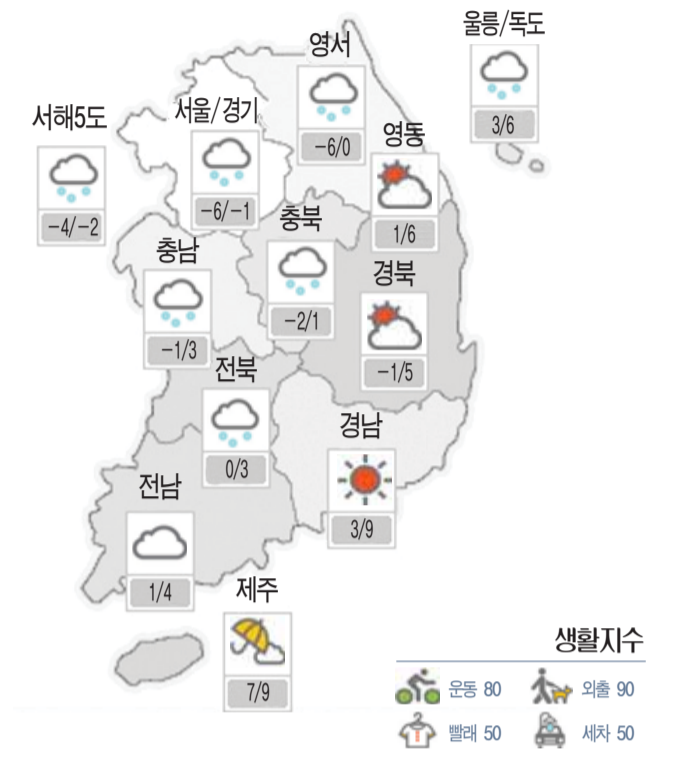 울릉/독도
3/6
영서
-6/0
서해5도
-4/-2
서울/경기
-6/-1
영동
1/6
충북
-2/1
충남
-1/3
경북
-1/5
전북
0/3
경남
3/9
전남
1/4
제주
7/9
생활지수
운동 80
외출 90
빨래 50
세차 50